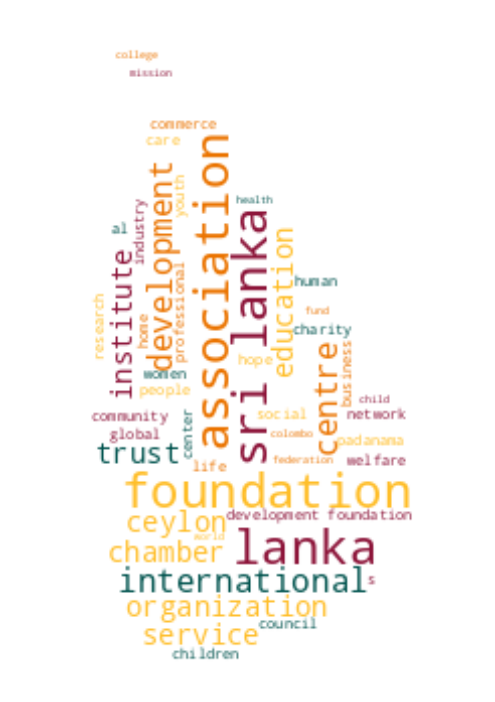 college
mission
commerce
care
association
development
youth
health
industry
sri lanka
al
education
institute
professional
human
research
fund
home
charity
centre
business
hope
women
people
child
community
center
social
network
global
colombo
padanama
trust
life
federation
welfare
foundation
ceylon
development foundation
world
chamber
lanka
international
s
organization
council
service
children